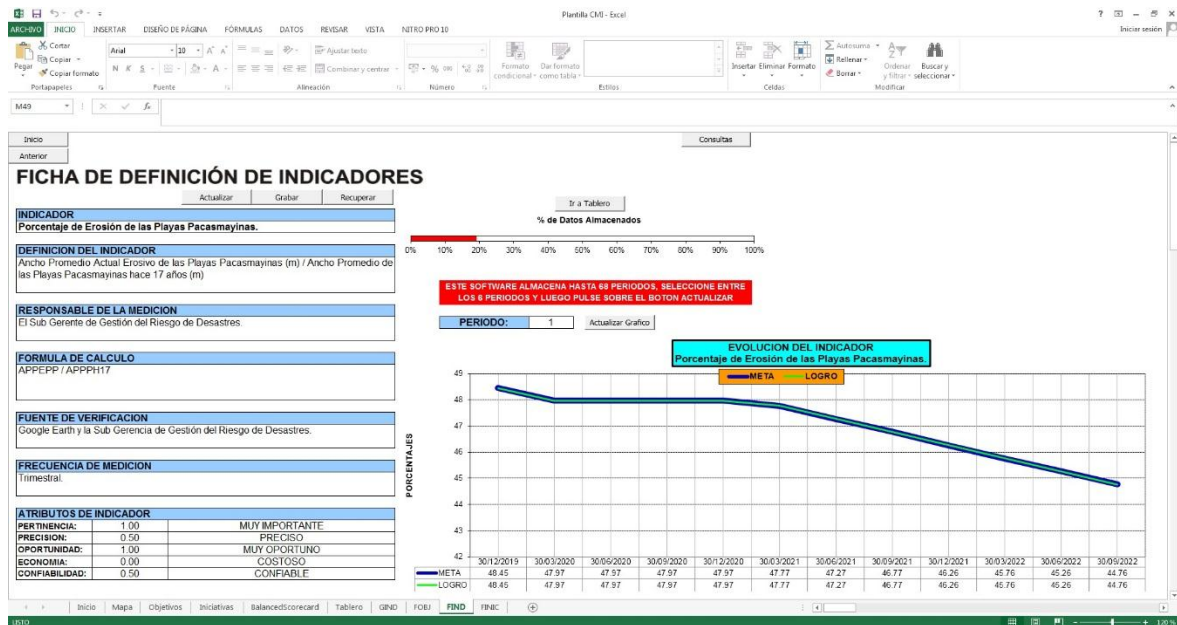 Plantilla CMJ - Excel
ARCHIVO INICIO INSERTAR DISEÑO DE PÁGINA FÓRMULAS DATOS REVISAR VISTA NITRO PRO 10
Iniciar sesión
Pegar
Cortar
Copiar
Copiar formato
Portapapeles
Arial 10
N K S
Fuente
Ajustar texto
Combinar y centrar
Alineación
Número
Formato condicional
Dar formato como tabla
Estilos
Insertar Eliminar Formato
Celdas
Autosuma
Rellenar
Borrar
Ordenar y filtrar
Buscar y seleccionar
Modificar
M49
fx
Inicio
Anterior
Consultas
FICHA DE DEFINICIÓN DE INDICADORES
Actualizar Grabar Recuperar
INDICADOR
Porcentaje de Erosión de las Playas Pacasmayinas.
DEFINICION DEL INDICADOR
Ancho Promedio Actual Erosivo de las Playas Pacasmayinas (m) / Ancho Promedio de
las Playas Pacasmayinas hace 17 años (m)
RESPONSABLE DE LA MEDICION
El Sub Gerente de Gestión del Riesgo de Desastres.
FORMULA DE CALCULO
APPEPP / APPPH17
FUENTE DE VERIFICACION
Google Earth y la Sub Gerencia de Gestión del Riesgo de Desastres.
FRECUENCIA DE MEDICION
Trimestral.
ATRIBUTOS DE INDICADOR
PERTINENCIA: 1.00 MUY IMPORTANTE
PRECISION: 0.50 PRECISO
OPORTUNIDAD: 1.00 MUY OPORTUNO
ECONOMIA: 0.00 COSTOSO
CONFIABILIDAD: 0.50 CONFIABLE
Ir a Tablero
% de Datos Almacenados
0% 10% 20% 30% 40% 50% 60% 70% 80% 90% 100%
ESTE SOFTWARE ALMACENA HASTA 68 PERIODOS, SELECCIONE ENTRE
LOS 6 PERIODOS Y LUEGO PULSE SOBRE EL BOTON ACTUALIZAR
PERIODO: 1 Actualizar Grafico
EVOLUCION DEL INDICADOR
Porcentaje de Erosión de las Playas Pacasmayinas.
META LOGRO
PORCENTAJES
49
48
47
46
45
44
43
42
30/12/2019 30/03/2020 30/06/2020 30/09/2020 30/12/2020 30/03/2021 30/06/2021 30/09/2021 30/12/2021 30/03/2022 30/06/2022 30/09/2022
META 48.45 47.97 47.97 47.97 47.97 47.77 47.27 46.77 46.26 45.76 45.26 44.76
LOGRO 48.45 47.97 47.97 47.97 47.97 47.77 47.27 46.77 46.26 45.76 45.26 44.76
Inicio Mapa Objetivos Iniciativas BalancedScorecard Tablero GIND FOBJ FIND FINIC
LISTO
120 %